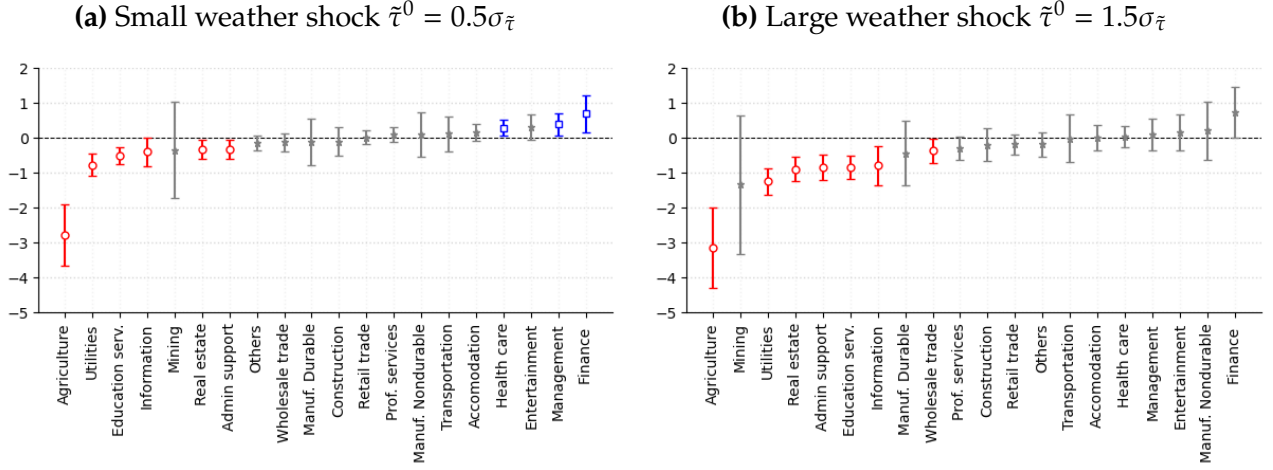 (a) Small weather shock τ̃⁰ = 0.5σ_τ̃
2
1
0
−1
−2
−3
−4
−5
Agriculture
Utilities
Education serv.
Information
Mining
Real estate
Admin support
Others
Wholesale trade
Manuf. Durable
Construction
Retail trade
Prof. services
Manuf. Nondurable
Transportation
Accomodation
Health care
Entertainment
Management
Finance
(b) Large weather shock τ̃⁰ = 1.5σ_τ̃
2
1
0
−1
−2
−3
−4
−5
Agriculture
Mining
Utilities
Real estate
Admin support
Education serv.
Information
Manuf. Durable
Wholesale trade
Prof. services
Construction
Retail trade
Others
Transportation
Accomodation
Health care
Management
Entertainment
Manuf. Nondurable
Finance